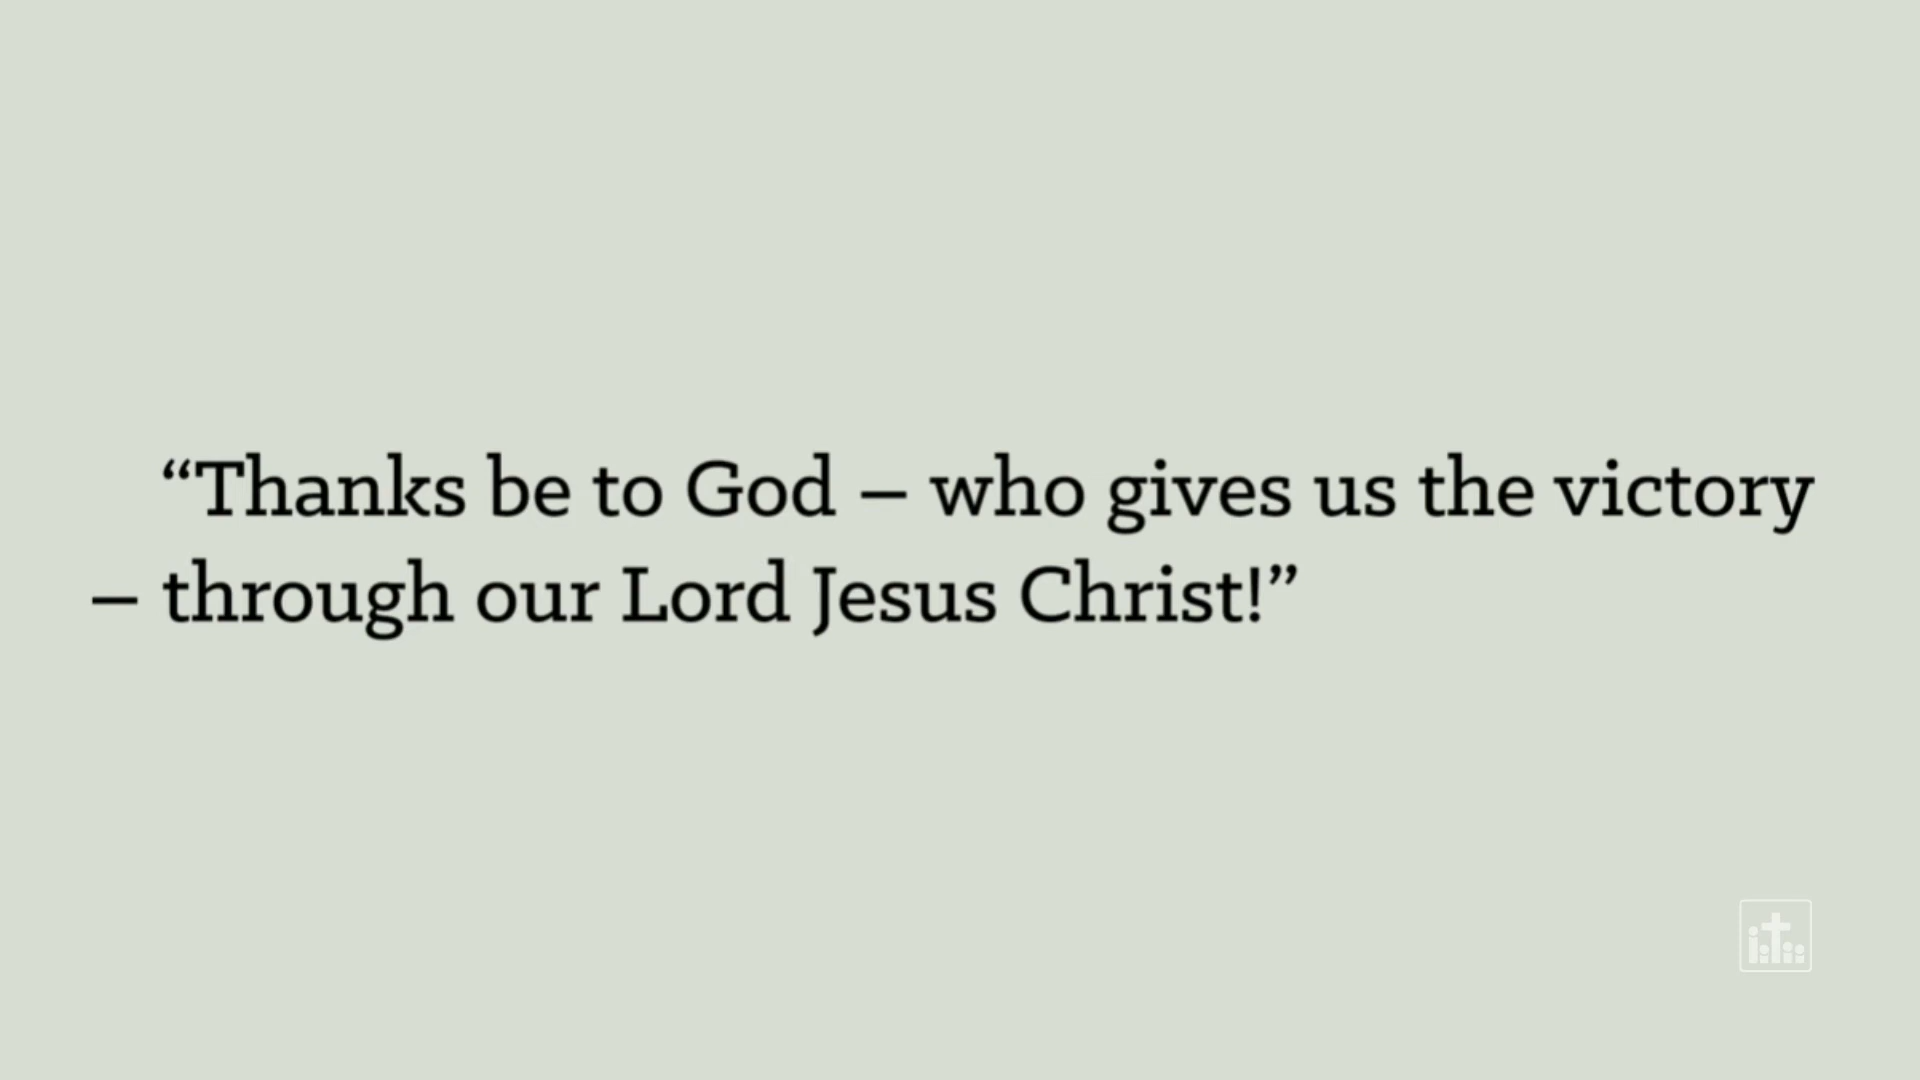 “Thanks be to God – who gives us the victory
– through our Lord Jesus Christ!”